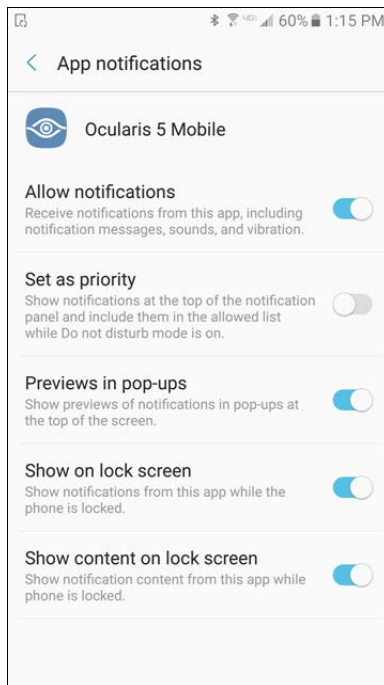 60% 1:15 PM
App notifications
Ocularis 5 Mobile
Allow notifications
Receive notifications from this app, including
notification messages, sounds, and vibration.
Set as priority
Show notifications at the top of the notification
panel and include them in the allowed list
while Do not disturb mode is on.
Previews in pop-ups
Show previews of notifications in pop-ups at
the top of the screen.
Show on lock screen
Show notifications from this app while the
phone is locked.
Show content on lock screen
Show notification content from this app while
phone is locked.